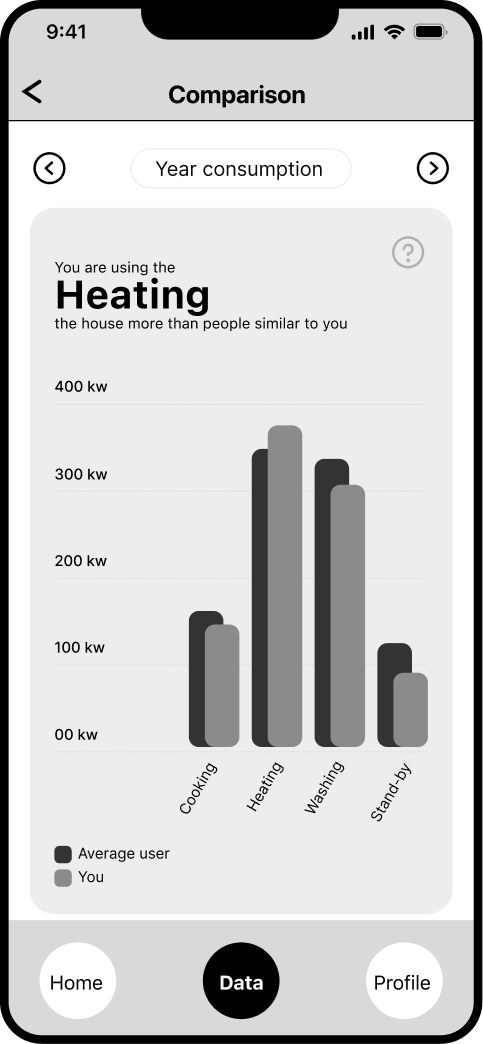 9:41
Comparison
Year consumption
You are using the
Heating
the house more than people similar to you
400 kw
300 kw
200 kw
100 kw
00 kw
Cooking
Heating
Washing
Stand-by
Average user
You
Home
Data
Profile